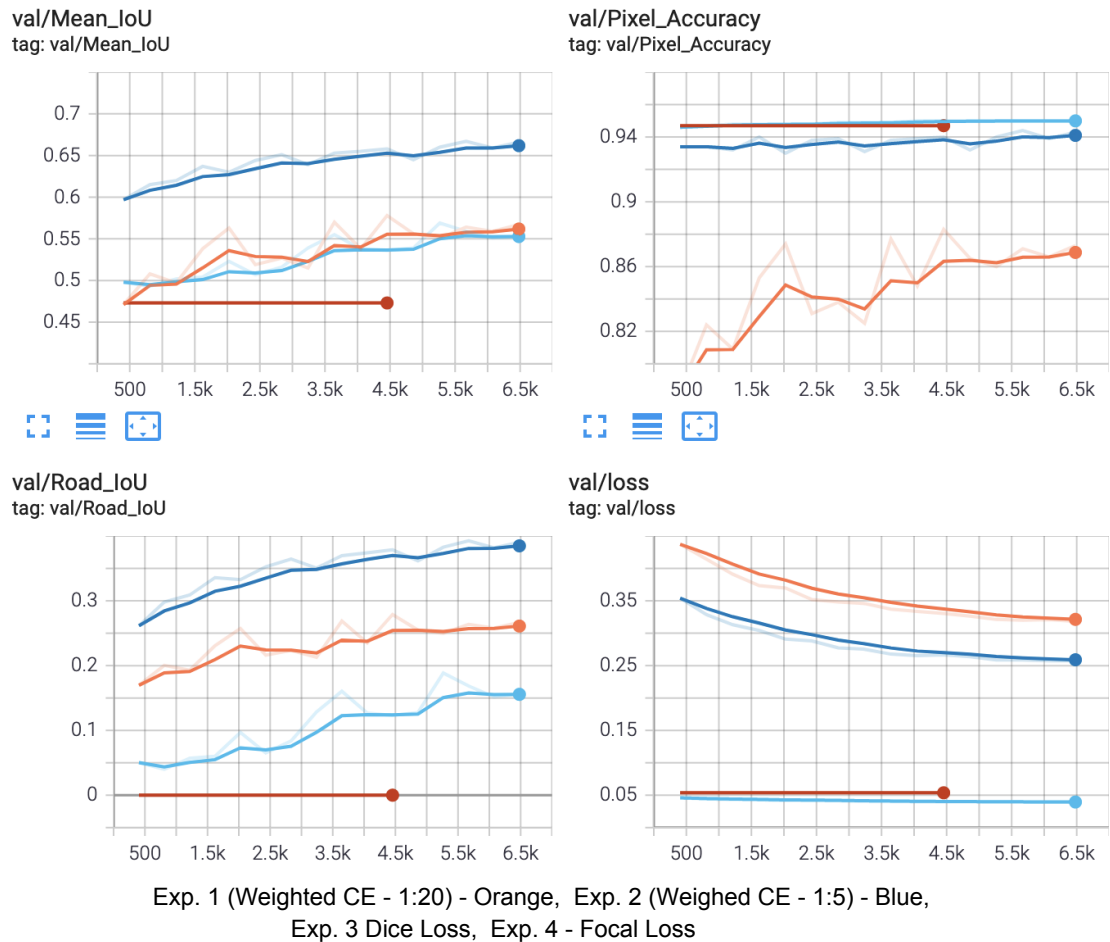 val/Mean_IoU
tag: val/Mean_IoU
0.7
0.65
0.6
0.55
0.5
0.45
500 1.5k 2.5k 3.5k 4.5k 5.5k 6.5k
val/Pixel_Accuracy
tag: val/Pixel_Accuracy
0.94
0.9
0.86
0.82
500 1.5k 2.5k 3.5k 4.5k 5.5k 6.5k
val/Road_IoU
tag: val/Road_IoU
0.3
0.2
0.1
0
500 1.5k 2.5k 3.5k 4.5k 5.5k 6.5k
val/loss
tag: val/loss
0.35
0.25
0.15
0.05
500 1.5k 2.5k 3.5k 4.5k 5.5k 6.5k
Exp. 1 (Weighted CE - 1:20) - Orange, Exp. 2 (Weighed CE - 1:5) - Blue,
Exp. 3 Dice Loss, Exp. 4 - Focal Loss